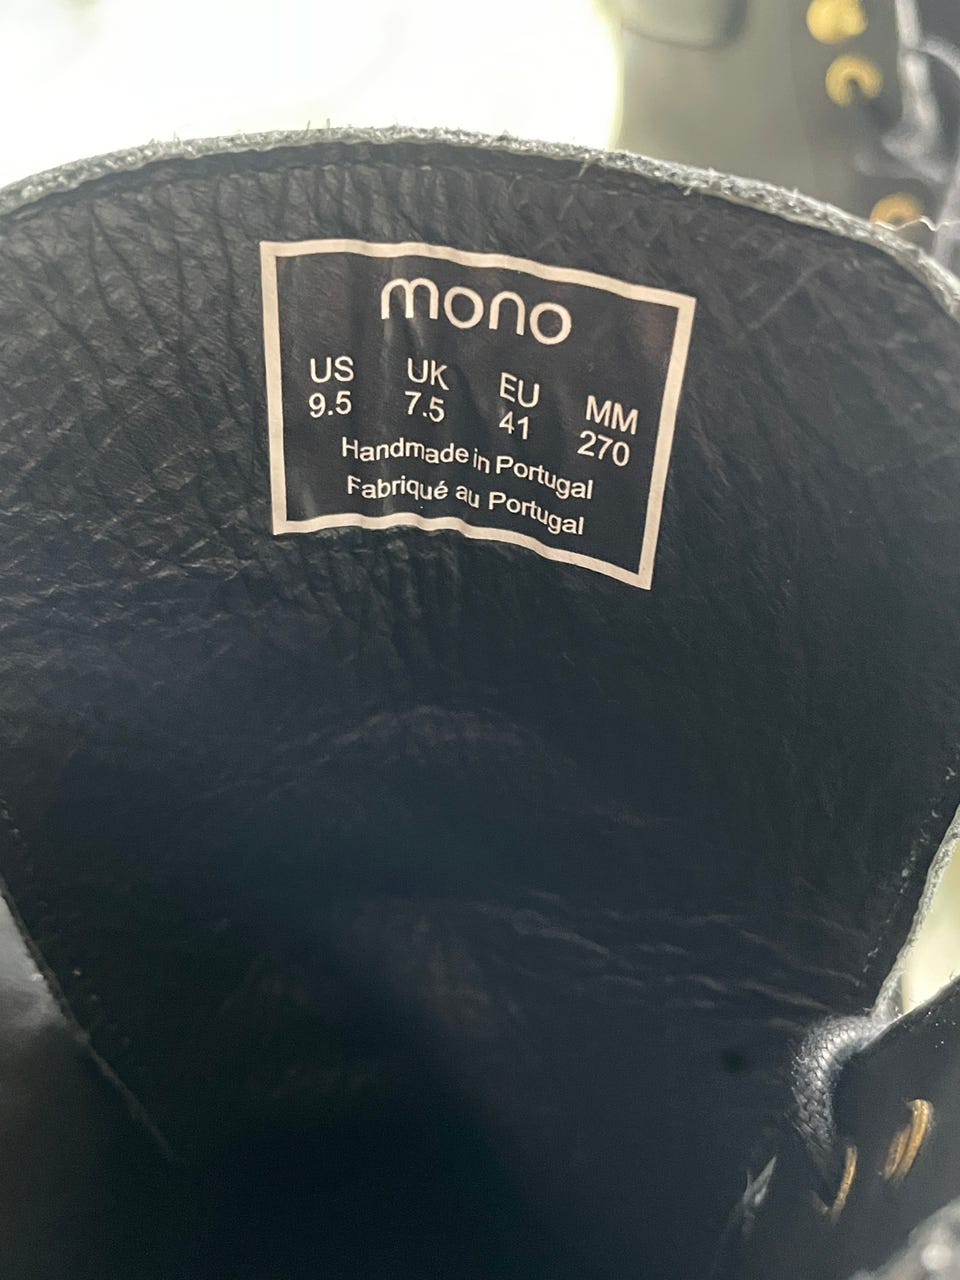 mono
US UK EU MM
9.5 7.5 41 270
Handmade in Portugal
Fabriqué au Portugal